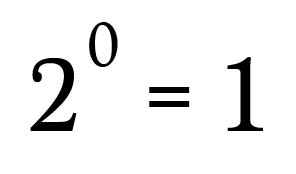 2⁰ = 1